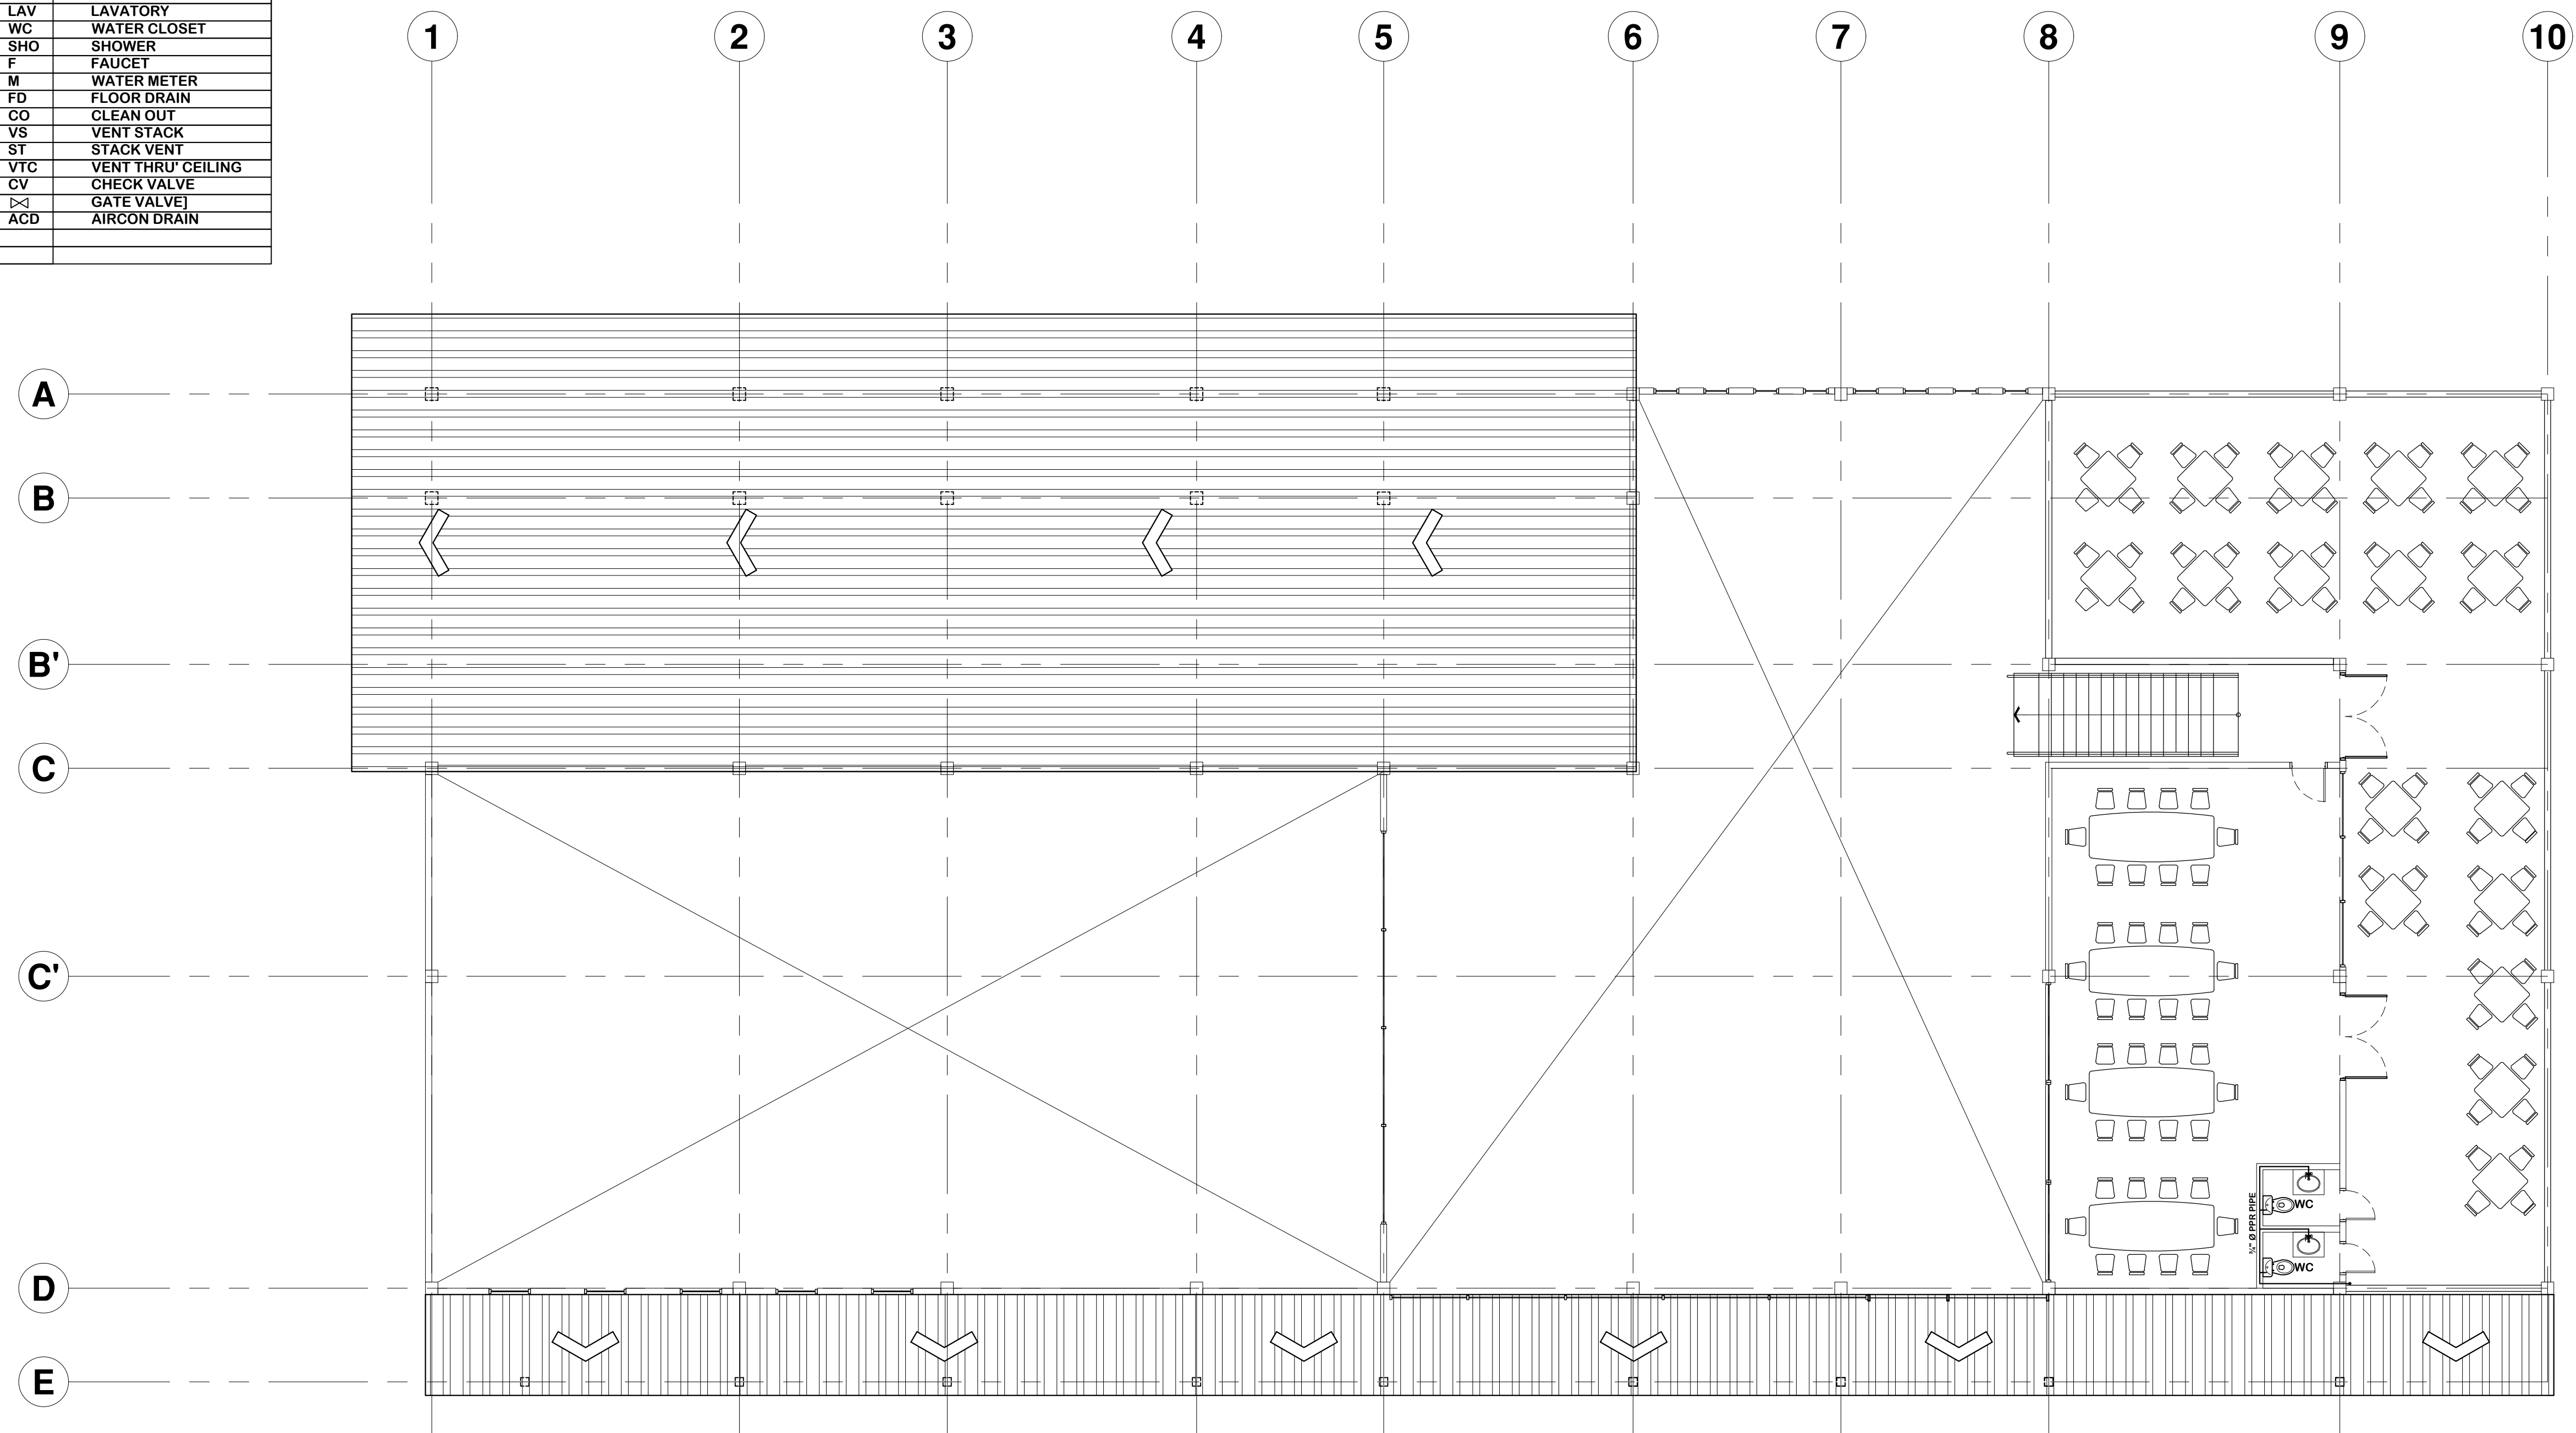 LAV LAVATORY
WC WATER CLOSET
SHO SHOWER
F FAUCET
M WATER METER
FD FLOOR DRAIN
CO CLEAN OUT
VS VENT STACK
ST STACK VENT
VTC VENT THRU' CEILING
CV CHECK VALVE
GATE VALVE]
ACD AIRCON DRAIN
1 2 3 4 5 6 7 8 9 10
A
B
B'
C
C'
D
E
WC
WC
¾" Ø PPR PIPE